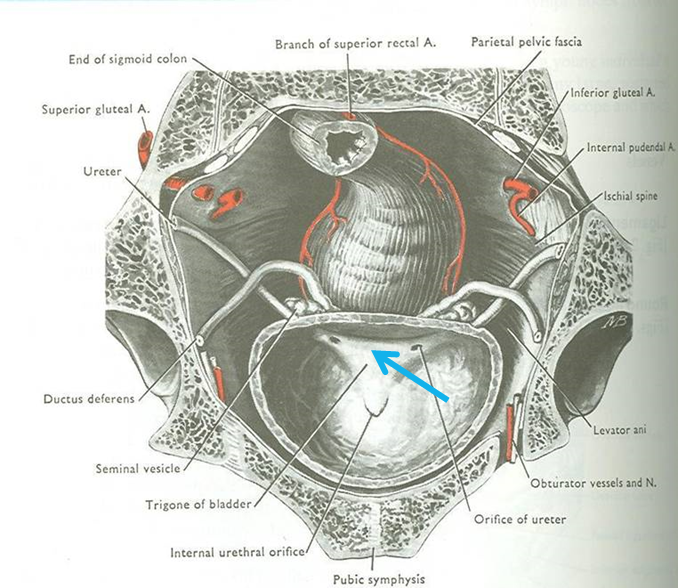 Branch of superior rectal A.
Parietal pelvic fascia
End of sigmoid colon
Inferior gluteal A.
Superior gluteal A.
Internal pudendal A.
Ureter
Ischial spine
MB
Ductus deferens
Levator ani
Seminal vesicle
Obturator vessels and N.
Trigone of bladder
Orifice of ureter
Internal urethral orifice
Pubic symphysis